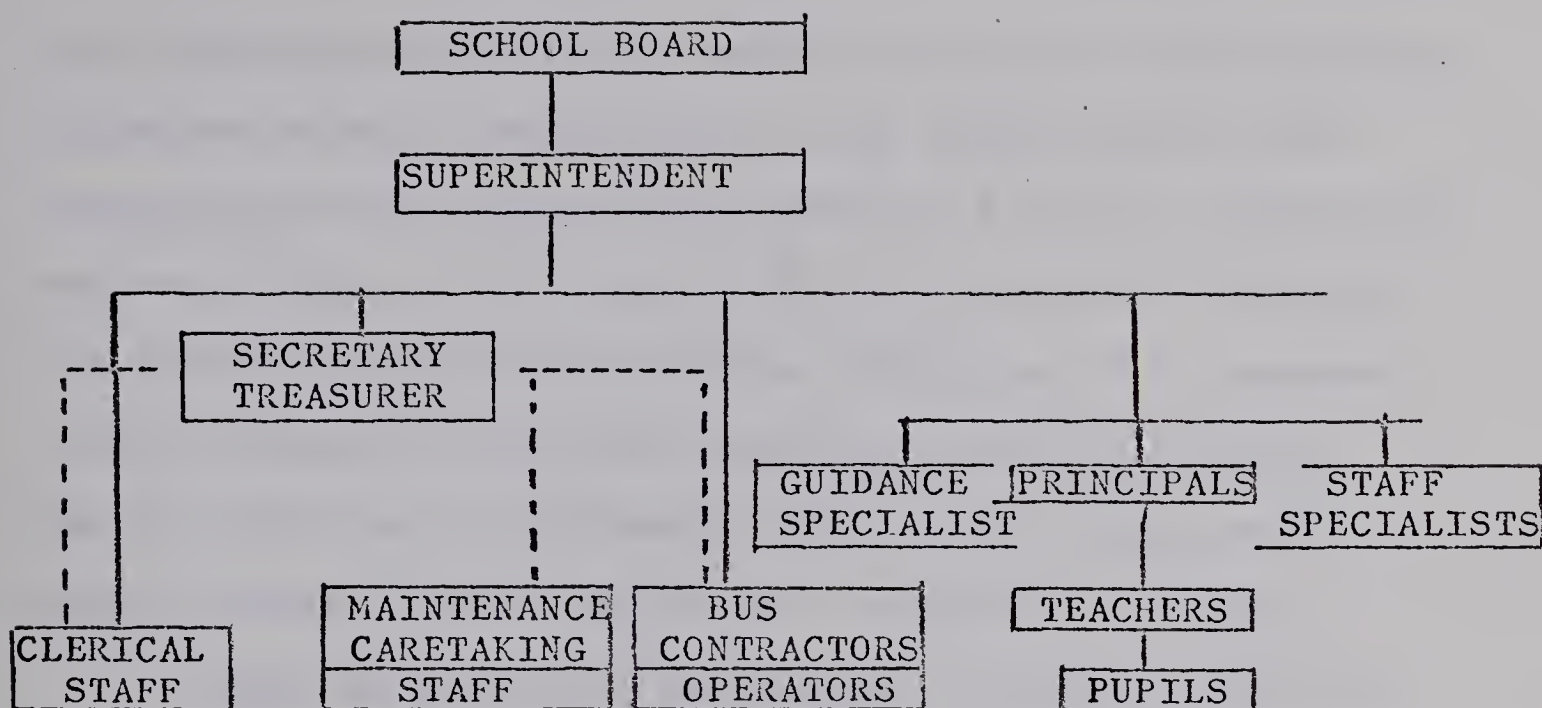 SCHOOL BOARD
SUPERINTENDENT
SECRETARY
TREASURER
GUIDANCE
SPECIALIST
PRINCIPALS
STAFF
SPECIALISTS
CLERICAL
STAFF
MAINTENANCE
CARETAKING
STAFF
BUS
CONTRACTORS
OPERATORS
TEACHERS
PUPILS